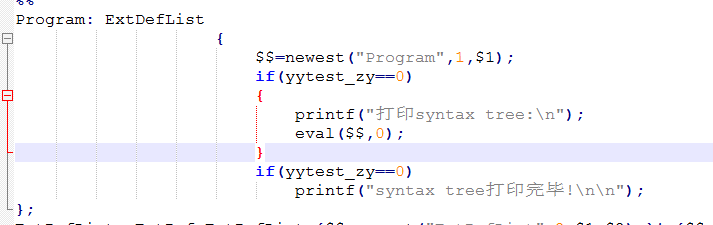 %%
Program: ExtDefList
{
$$=newest("Program",1,$1);
if(yytest_zy==0)
{
printf("打印syntax tree:\n");
eval($$,0);
}
if(yytest_zy==0)
printf("syntax tree打印完毕!\n\n");
};